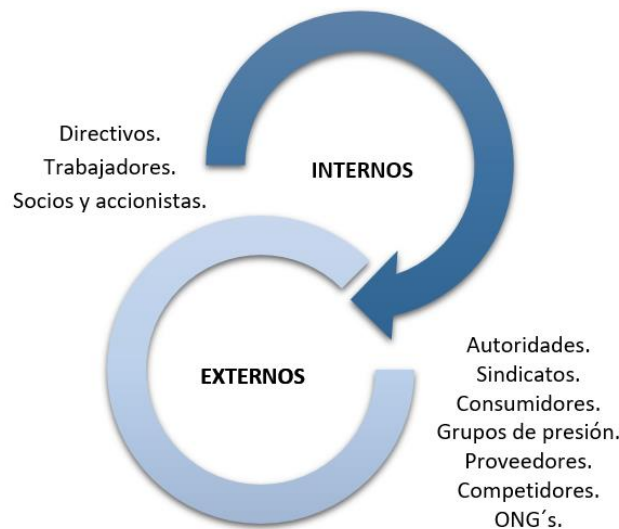 Directivos.
Trabajadores.
Socios y accionistas.
INTERNOS
EXTERNOS
Autoridades.
Sindicatos.
Consumidores.
Grupos de presión.
Proveedores.
Competidores.
ONG´s.